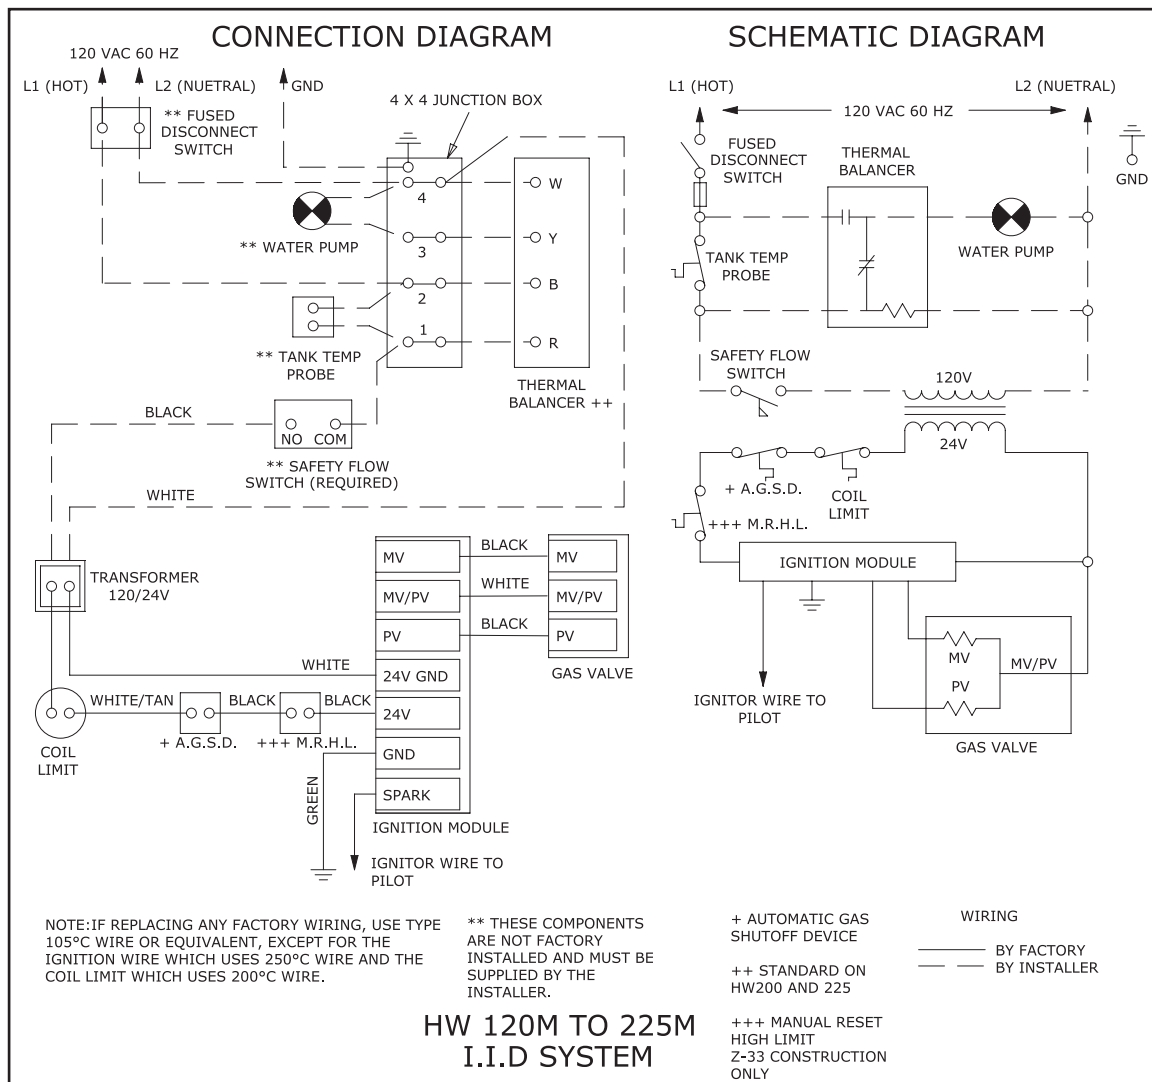 CONNECTION DIAGRAM
120 VAC 60 HZ
L1 (HOT)
L2 (NUETRAL)
GND
** FUSED
DISCONNECT
SWITCH
4 X 4 JUNCTION BOX
4
W
** WATER PUMP
3
Y
2
B
1
R
** TANK TEMP
PROBE
THERMAL
BALANCER ++
BLACK
NO COM
** SAFETY FLOW
SWITCH (REQUIRED)
WHITE
TRANSFORMER
120/24V
MV
BLACK
MV
MV/PV
WHITE
MV/PV
PV
BLACK
PV
GAS VALVE
WHITE
24V GND
WHITE/TAN
BLACK
BLACK
24V
COIL
LIMIT
+ A.G.S.D.
+++ M.R.H.L.
GND
GREEN
SPARK
IGNITION MODULE
IGNITOR WIRE TO
PILOT
SCHEMATIC DIAGRAM
L1 (HOT)
L2 (NUETRAL)
120 VAC 60 HZ
FUSED
DISCONNECT
SWITCH
THERMAL
BALANCER
GND
WATER PUMP
TANK TEMP
PROBE
SAFETY FLOW
SWITCH
120V
24V
+ A.G.S.D.
COIL
LIMIT
+++ M.R.H.L.
IGNITION MODULE
IGNITOR WIRE TO
PILOT
MV
MV/PV
PV
GAS VALVE
NOTE:IF REPLACING ANY FACTORY WIRING, USE TYPE
105°C WIRE OR EQUIVALENT, EXCEPT FOR THE
IGNITION WIRE WHICH USES 250°C WIRE AND THE
COIL LIMIT WHICH USES 200°C WIRE.
** THESE COMPONENTS
ARE NOT FACTORY
INSTALLED AND MUST BE
SUPPLIED BY THE
INSTALLER.
+ AUTOMATIC GAS
SHUTOFF DEVICE
++ STANDARD ON
HW200 AND 225
+++ MANUAL RESET
HIGH LIMIT
Z-33 CONSTRUCTION
ONLY
WIRING
BY FACTORY
BY INSTALLER
HW 120M TO 225M
I.I.D SYSTEM